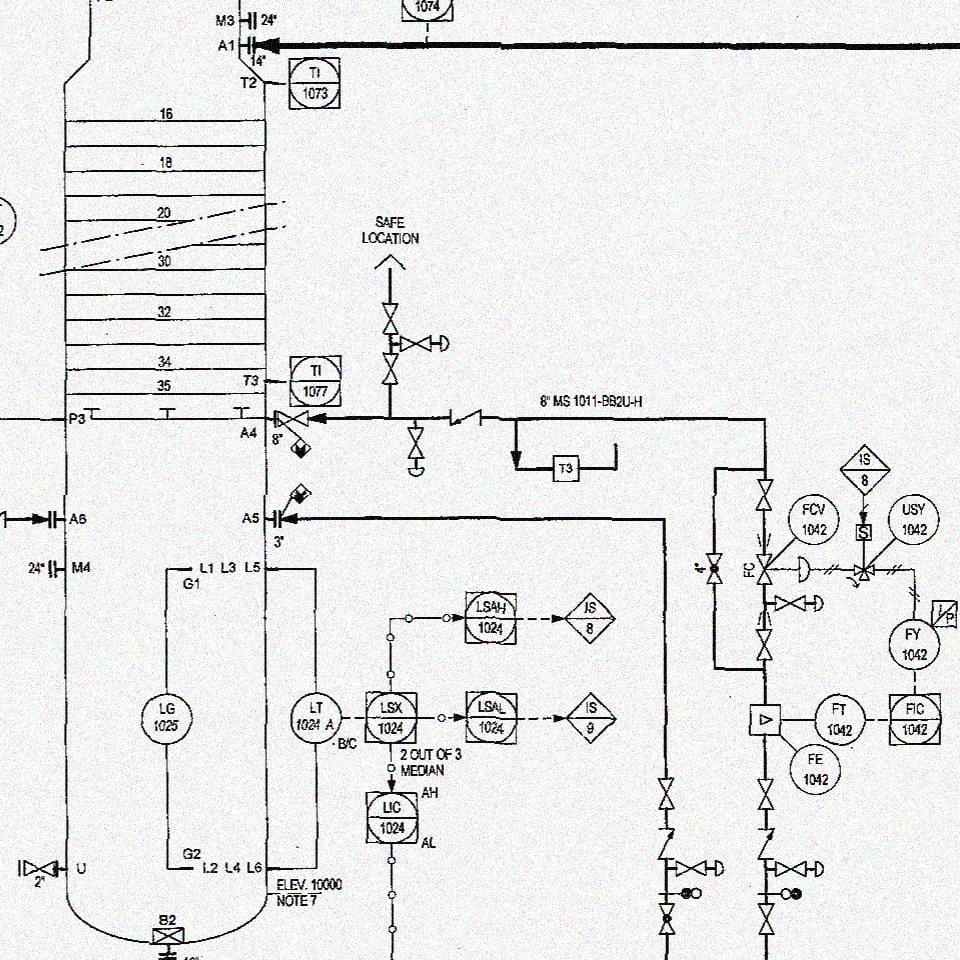 1074
M3 24"
A1
14"
T2
TI
1073
16
18
20
30
32
34
35
SAFE
LOCATION
T3
TI
1077
P3
A4
8"
8" MS 1011-BB2U-H
T3
IS
8
FCV
1042
USY
1042
S
A6
A5
3"
24" M4
L1 L3 L5
G1
4"
FC
I/P
FY
1042
LSAH
1024
IS
8
LG
1025
LT
1024 A
B/C
LSX
1024
LSAL
1024
IS
9
FT
1042
FIC
1042
FE
1042
2 OUT OF 3
MEDIAN
LIC
1024
AH
AL
G2
L2 L4 L6
U
2"
ELEV. 10000
NOTE 7
B2